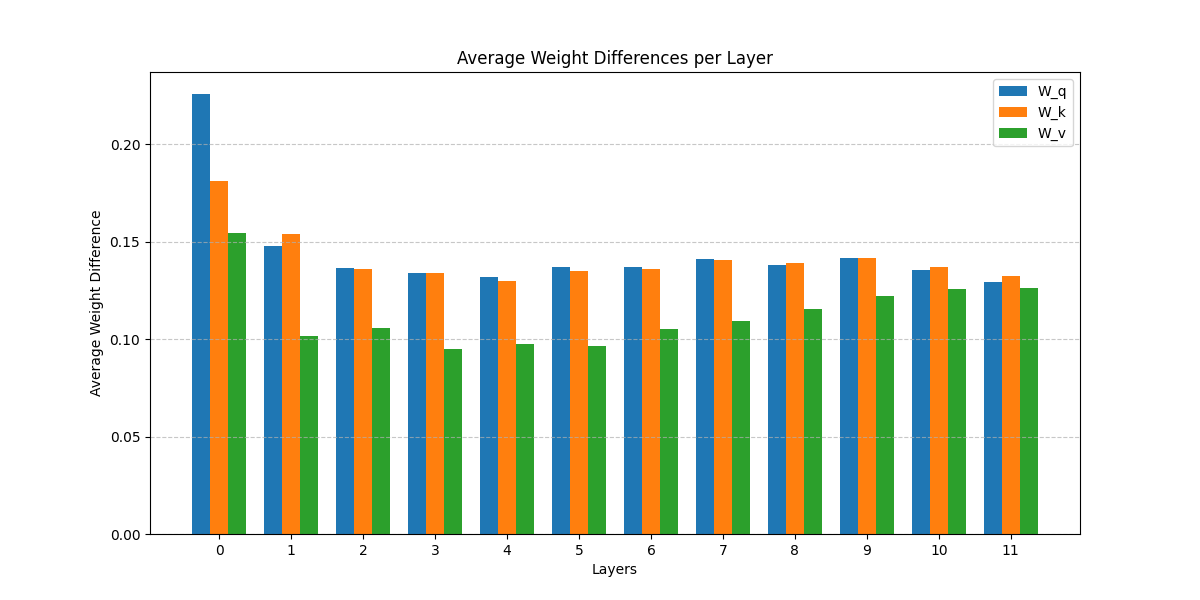 Average Weight Differences per Layer
W_q
W_k
W_v
Average Weight Difference
0.20
0.15
0.10
0.05
0.00
0 1 2 3 4 5 6 7 8 9 10 11
Layers